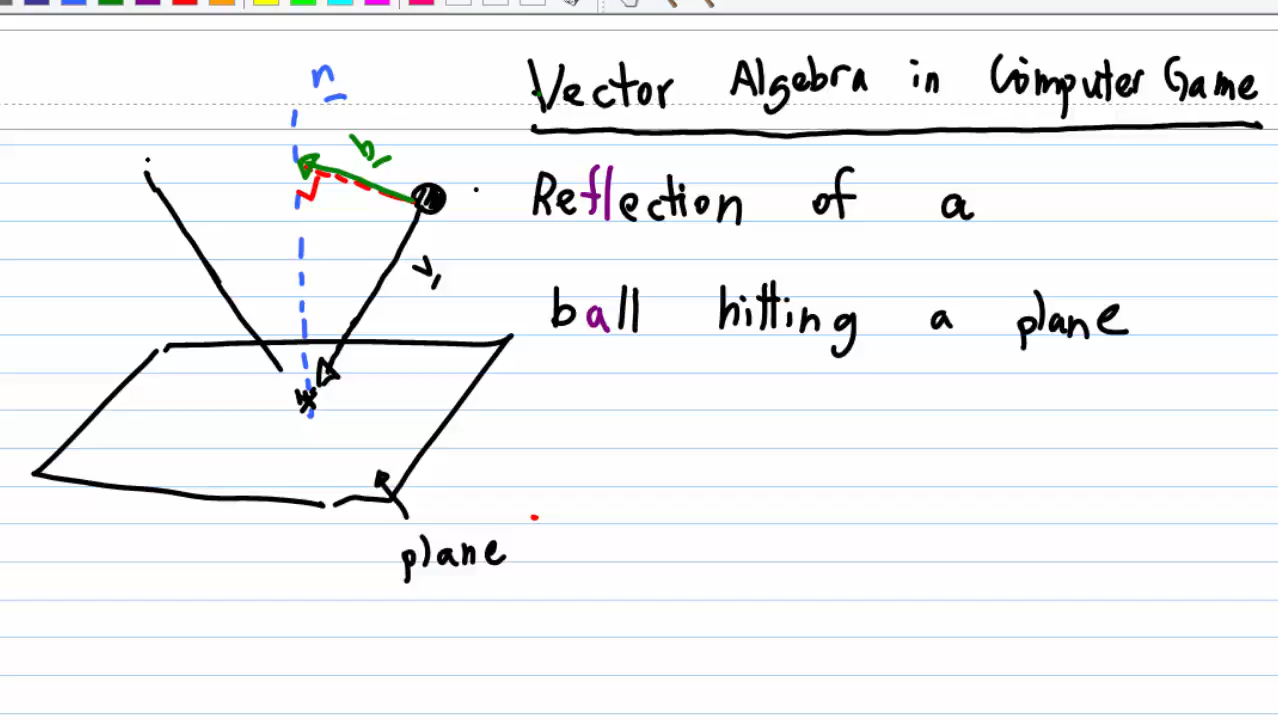 Vector Algebra in Computer Game
Reflection of a
ball hitting a plane
n
b
v
plane